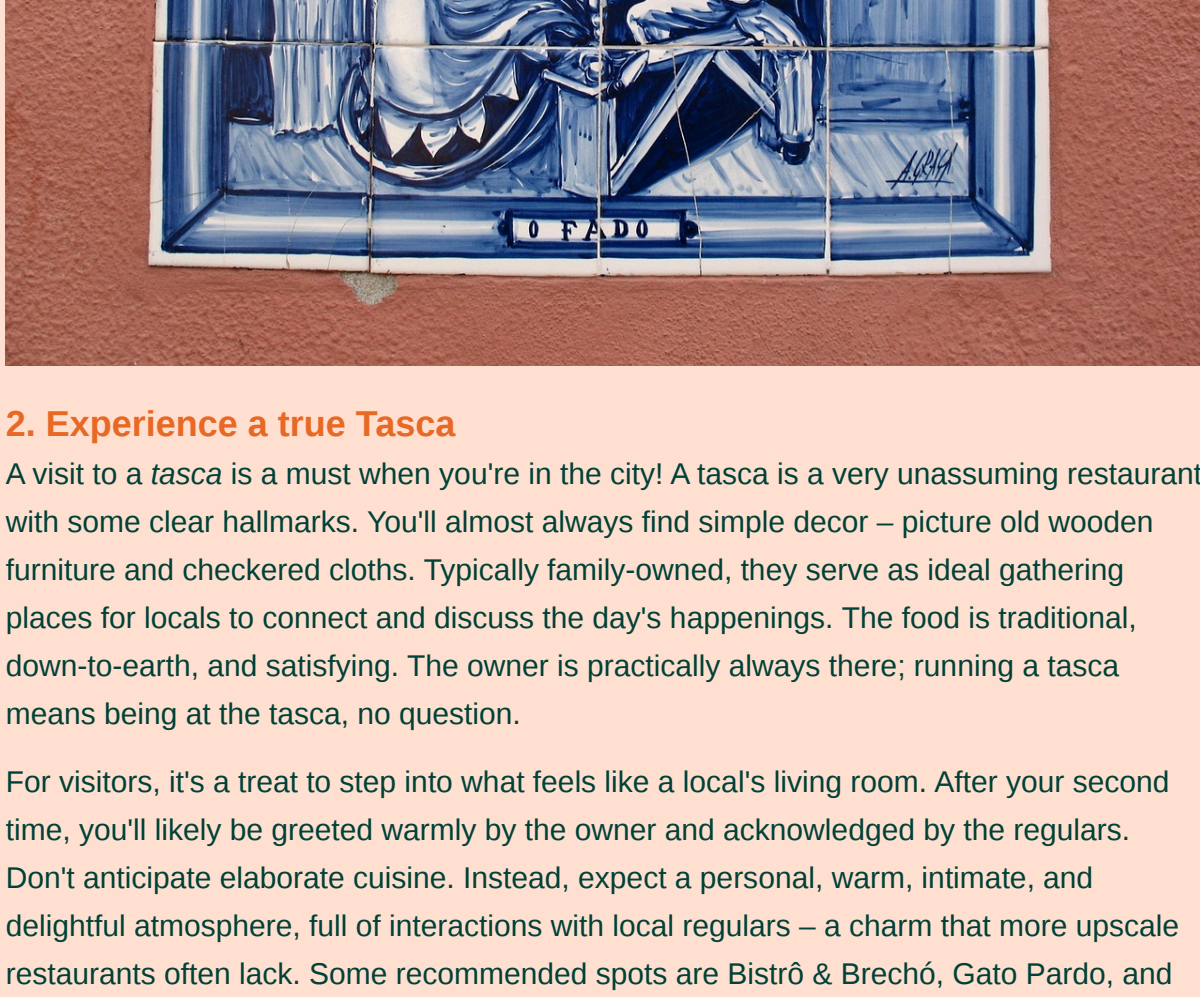 A.GRAÇA
O FADO
2. Experience a true Tasca
A visit to a tasca is a must when you're in the city! A tasca is a very unassuming restaurant
with some clear hallmarks. You'll almost always find simple decor – picture old wooden
furniture and checkered cloths. Typically family-owned, they serve as ideal gathering
places for locals to connect and discuss the day's happenings. The food is traditional,
down-to-earth, and satisfying. The owner is practically always there; running a tasca
means being at the tasca, no question.
For visitors, it's a treat to step into what feels like a local's living room. After your second
time, you'll likely be greeted warmly by the owner and acknowledged by the regulars.
Don't anticipate elaborate cuisine. Instead, expect a personal, warm, intimate, and
delightful atmosphere, full of interactions with local regulars – a charm that more upscale
restaurants often lack. Some recommended spots are Bistrô & Brechó, Gato Pardo, and